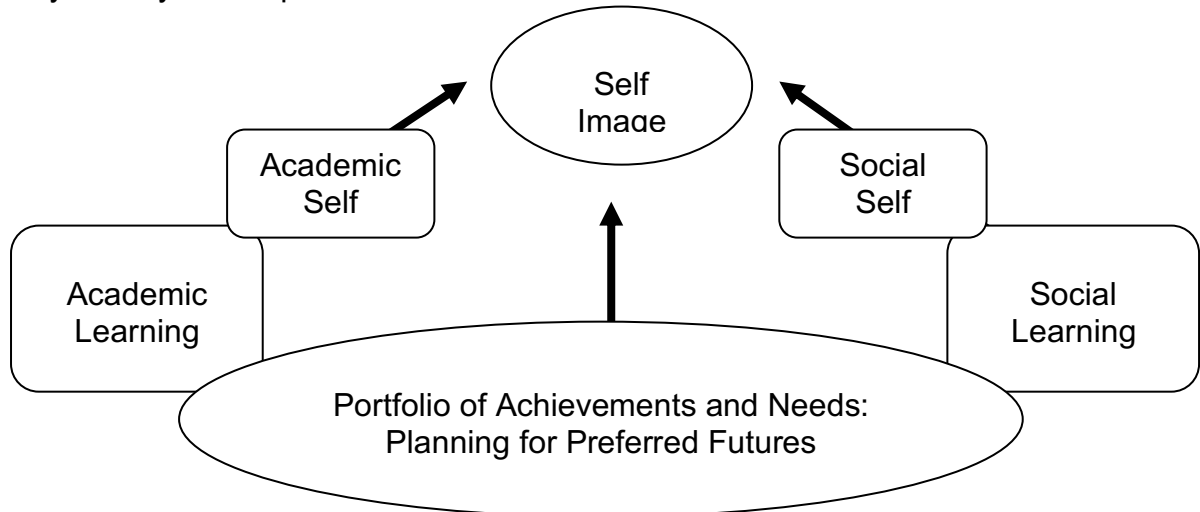 Self
Image
Academic
Self
Social
Self
Academic
Learning
Social
Learning
Portfolio of Achievements and Needs:
Planning for Preferred Futures